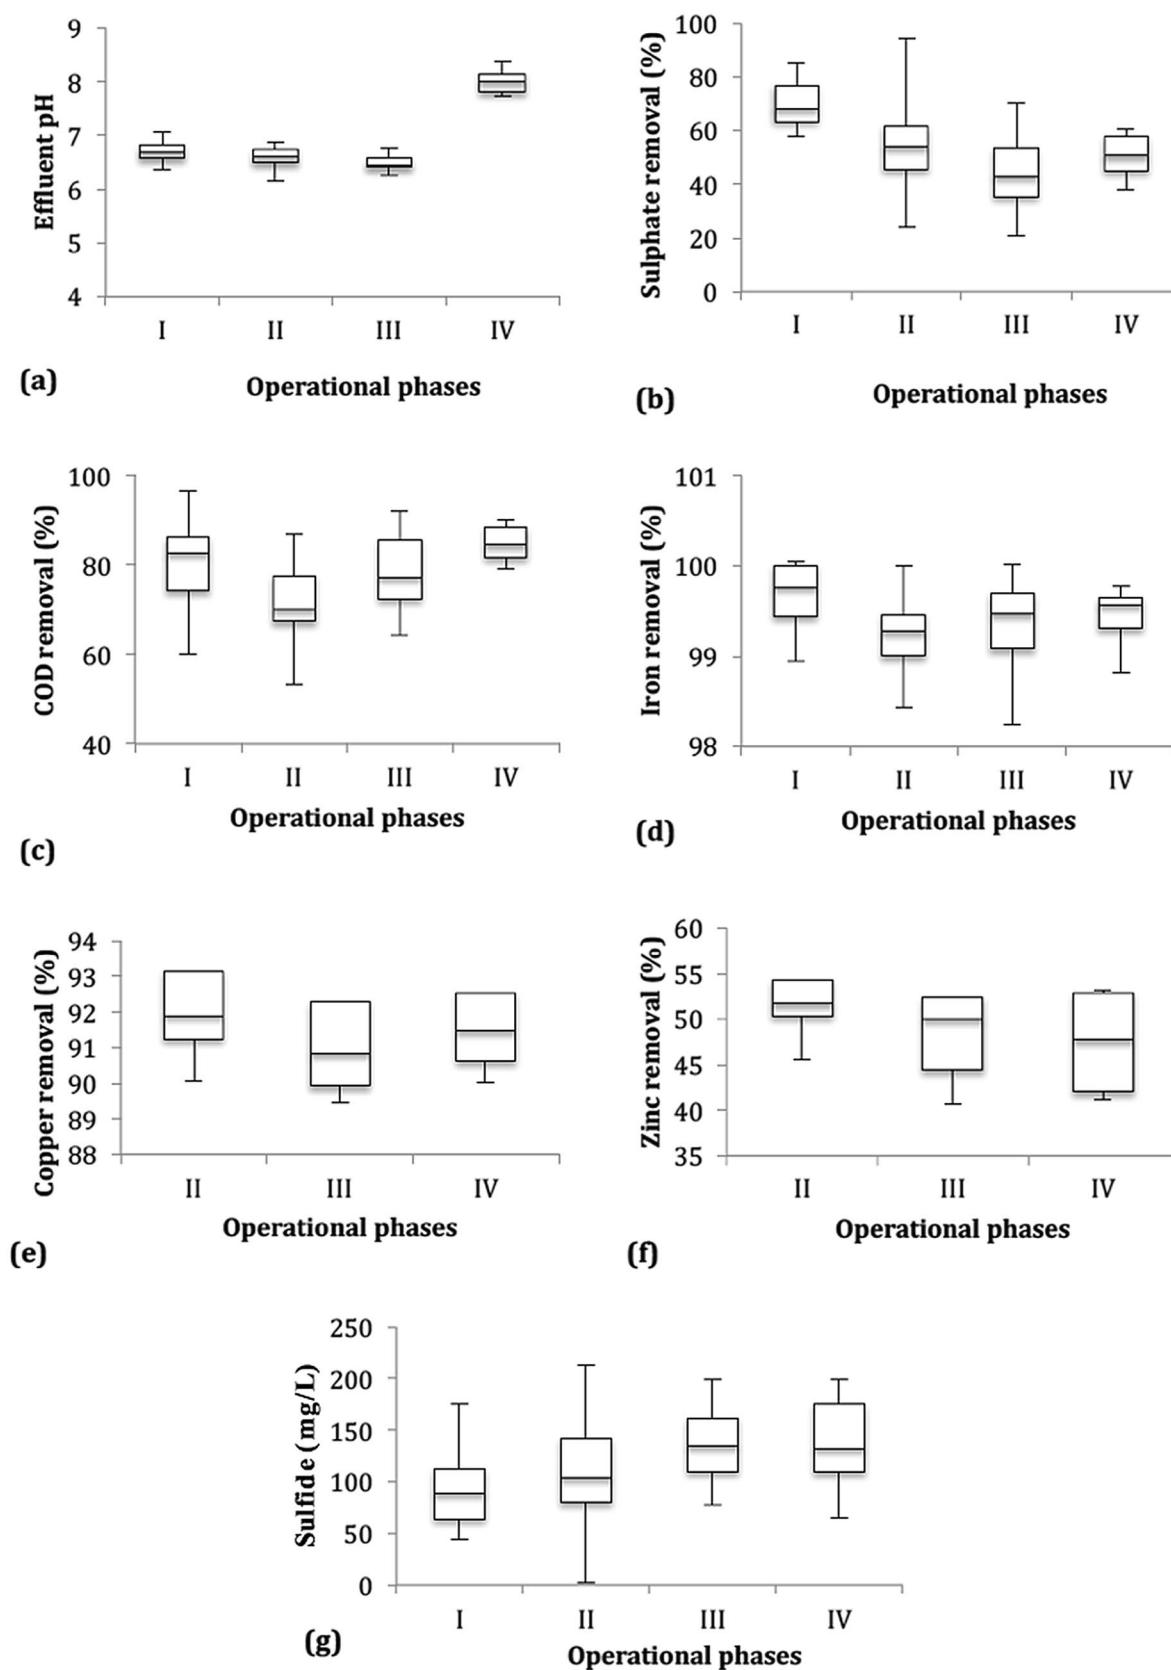 9
8
7
6
5
4
Effluent pH
I II III IV
Operational phases
(a)
100
80
60
40
20
0
Sulphate removal (%)
I II III IV
Operational phases
(b)
100
80
60
40
COD removal (%)
I II III IV
Operational phases
(c)
101
100
99
98
Iron removal (%)
I II III IV
Operational phases
(d)
94
93
92
91
90
89
88
Copper removal (%)
II III IV
Operational phases
(e)
60
55
50
45
40
35
Zinc removal (%)
II III IV
Operational phases
(f)
250
200
150
100
50
0
Sulfide (mg/L)
I II III IV
Operational phases
(g)